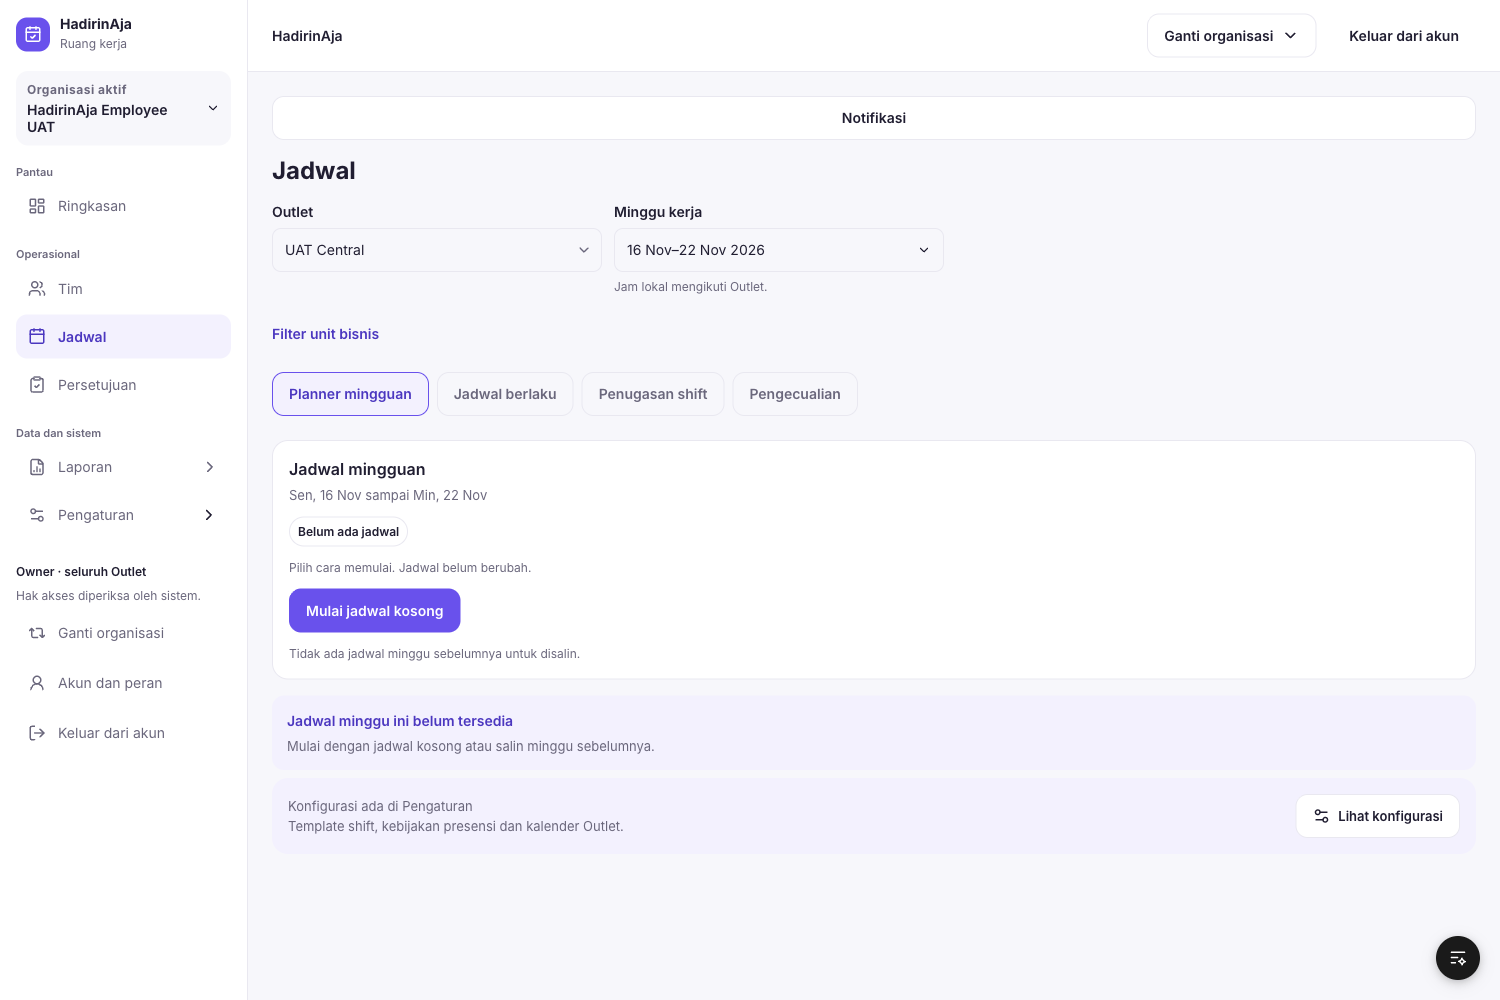 HadirinAja
Ruang kerja
Organisasi aktif
HadirinAja Employee
UAT
Pantau
Ringkasan
Operasional
Tim
Jadwal
Persetujuan
Data dan sistem
Laporan
Pengaturan
Owner · seluruh Outlet
Hak akses diperiksa oleh sistem.
Ganti organisasi
Akun dan peran
Keluar dari akun
HadirinAja
Ganti organisasi
Keluar dari akun
Notifikasi
Jadwal
Outlet
Minggu kerja
UAT Central
16 Nov–22 Nov 2026
Jam lokal mengikuti Outlet.
Filter unit bisnis
Planner mingguan
Jadwal berlaku
Penugasan shift
Pengecualian
Jadwal mingguan
Sen, 16 Nov sampai Min, 22 Nov
Belum ada jadwal
Pilih cara memulai. Jadwal belum berubah.
Mulai jadwal kosong
Tidak ada jadwal minggu sebelumnya untuk disalin.
Jadwal minggu ini belum tersedia
Mulai dengan jadwal kosong atau salin minggu sebelumnya.
Konfigurasi ada di Pengaturan
Template shift, kebijakan presensi dan kalender Outlet.
Lihat konfigurasi